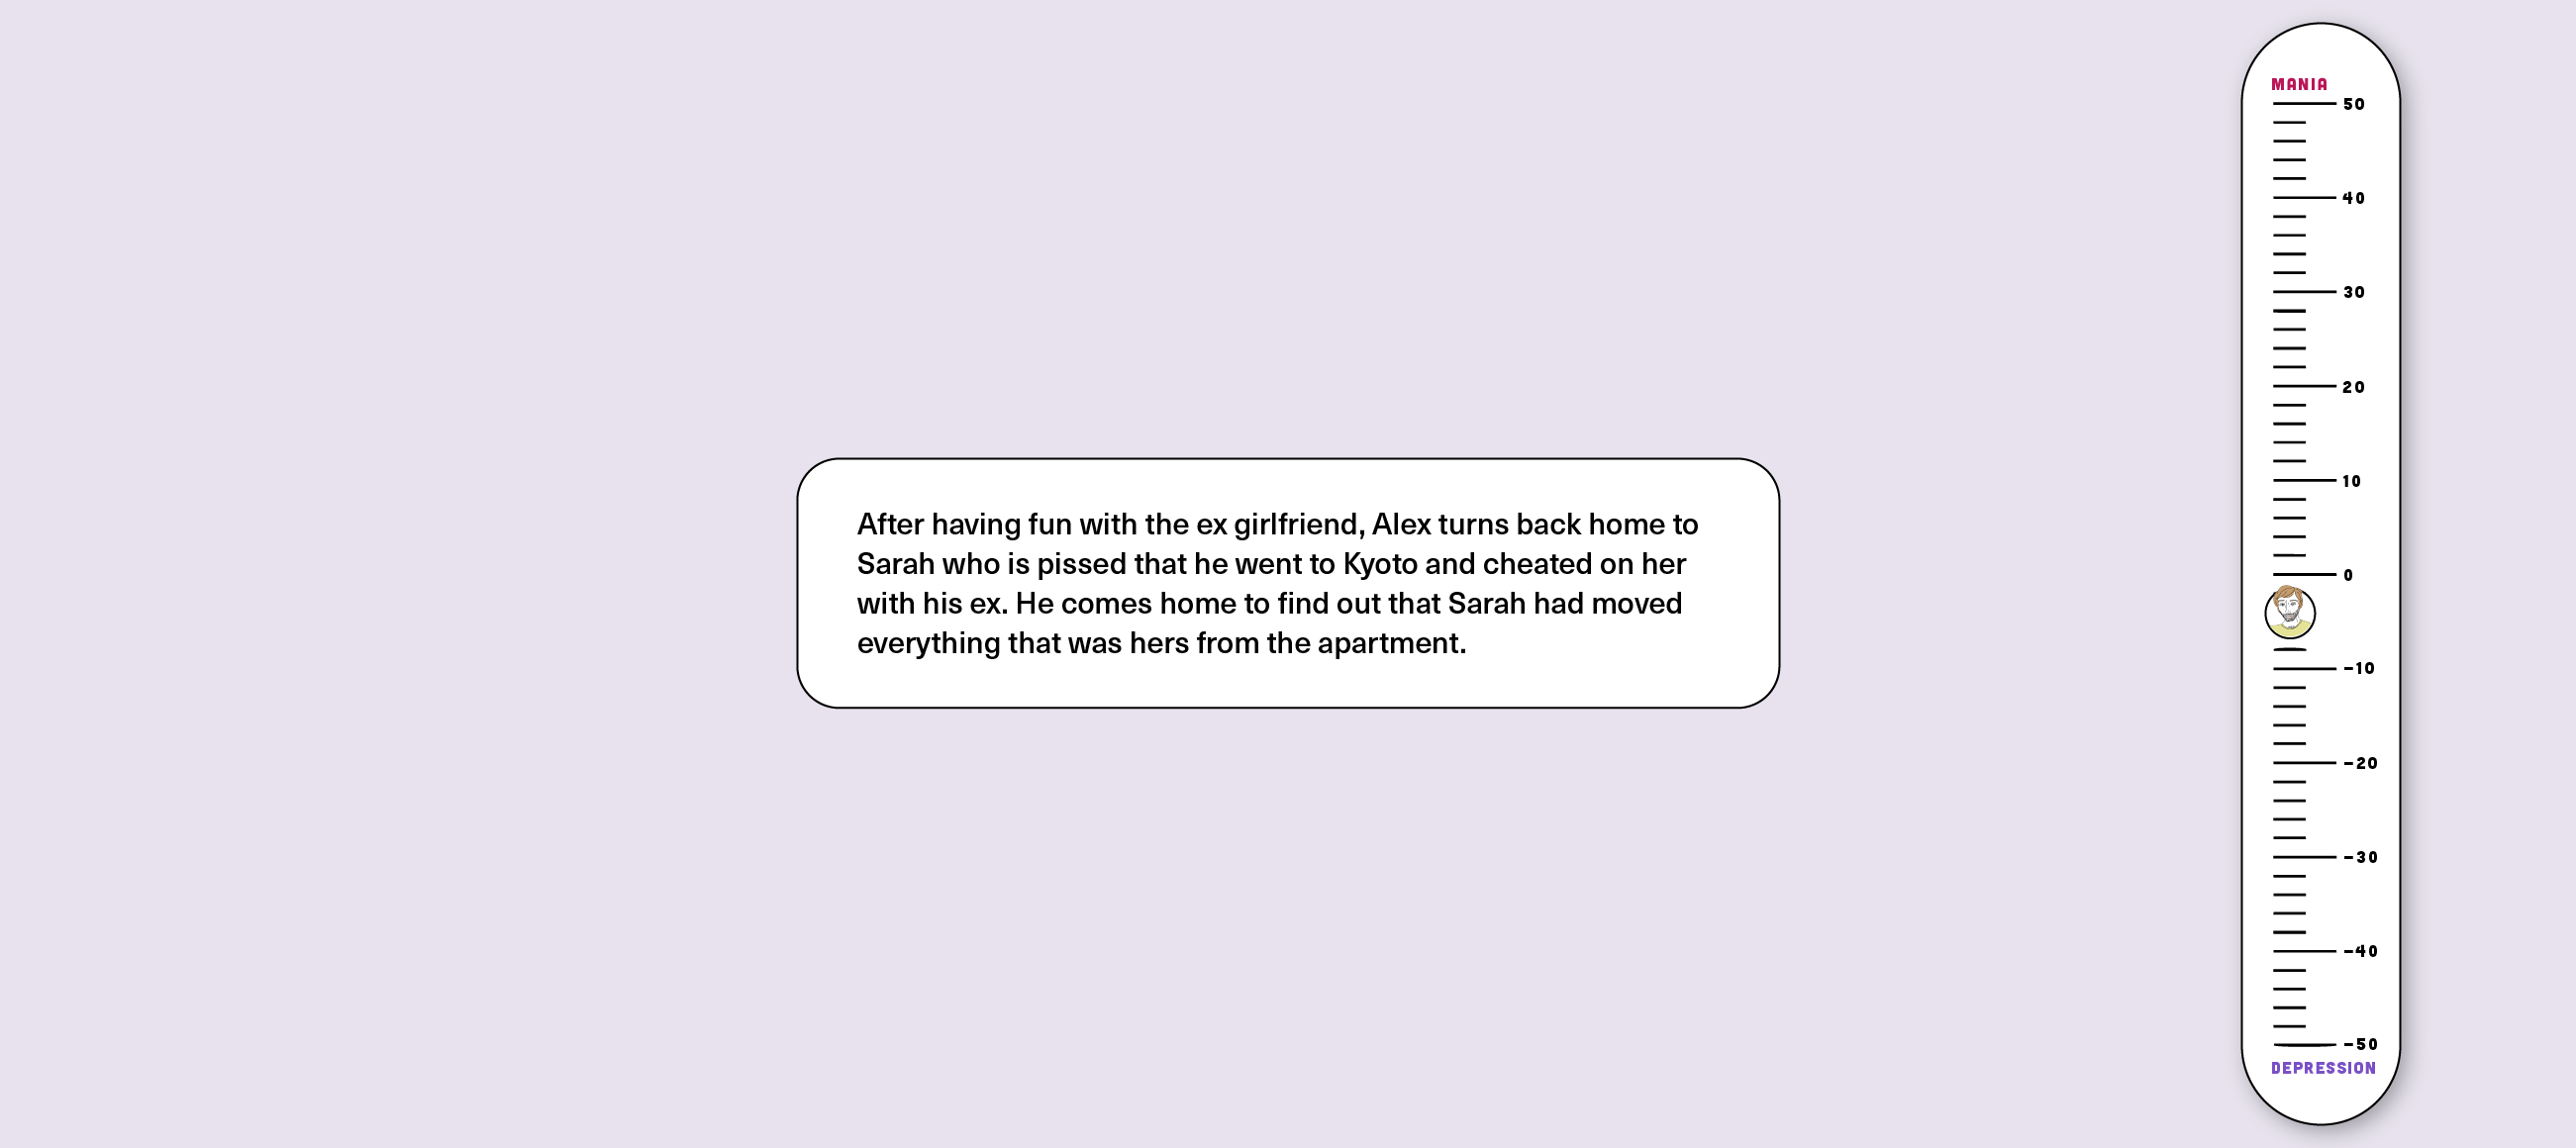 After having fun with the ex girlfriend, Alex turns back home to
Sarah who is pissed that he went to Kyoto and cheated on her
with his ex. He comes home to find out that Sarah had moved
everything that was hers from the apartment.
MANIA
50
40
30
20
10
0
-10
-20
-30
-40
-50
DEPRESSION